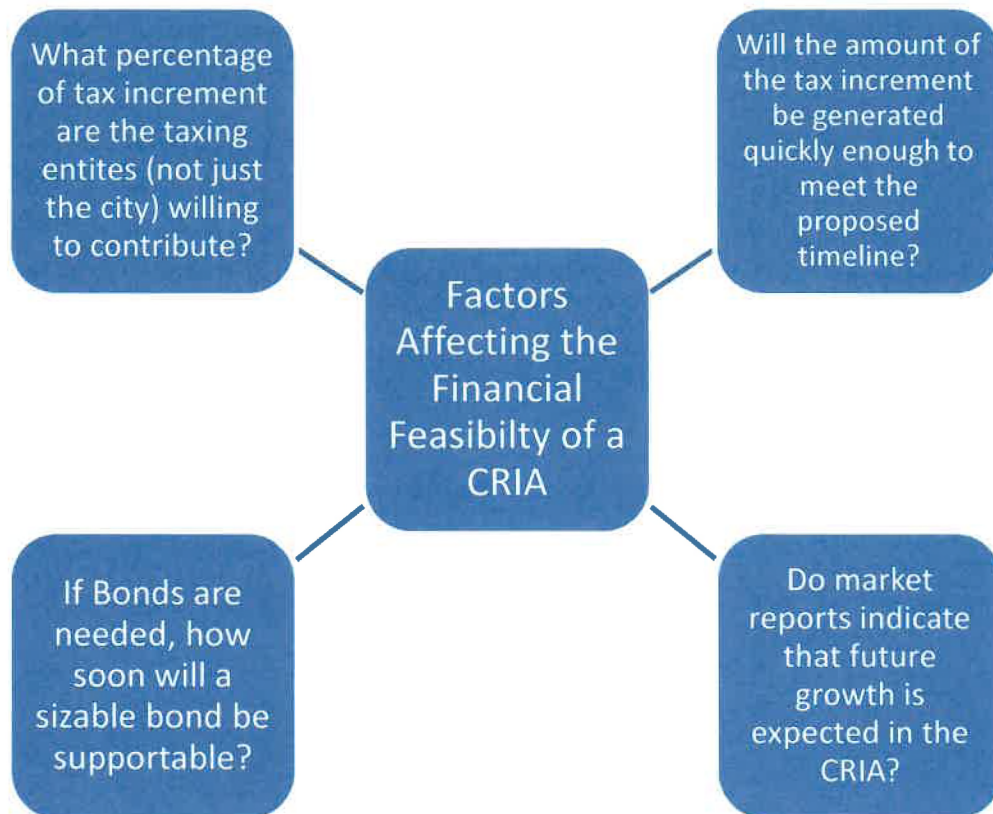 What percentage
of tax increment
are the taxing
entites (not just
the city) willing
to contribute?
Will the amount of
the tax increment
be generated
quickly enough to
meet the
proposed
timeline?
Factors
Affecting the
Financial
Feasibilty of a
CRIA
If Bonds are
needed, how
soon will a
sizable bond be
supportable?
Do market
reports indicate
that future
growth is
expected in the
CRIA?